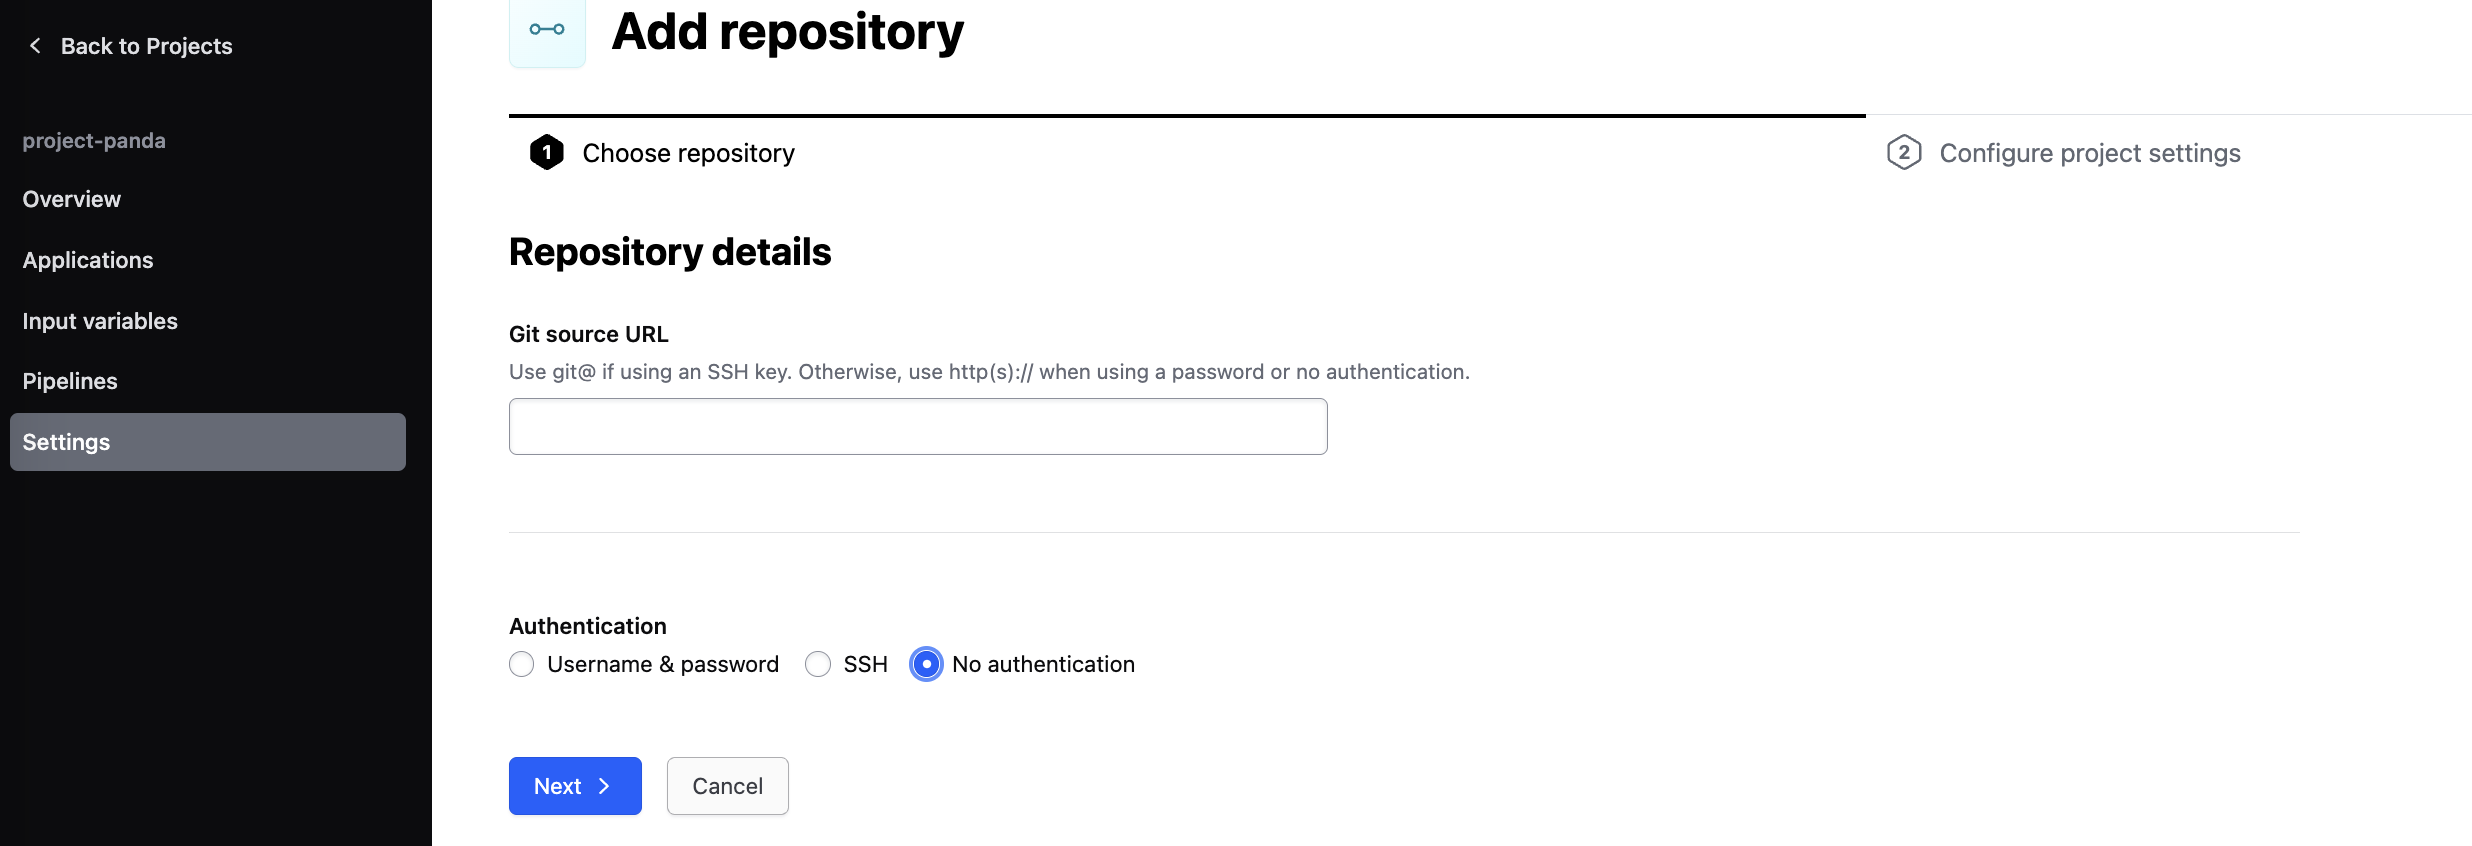 Back to Projects
Add repository
project-panda
1 Choose repository
2 Configure project settings
Overview
Applications
Input variables
Pipelines
Settings
Repository details
Git source URL
Use git@ if using an SSH key. Otherwise, use http(s):// when using a password or no authentication.
Authentication
Username & password SSH No authentication
Next Cancel